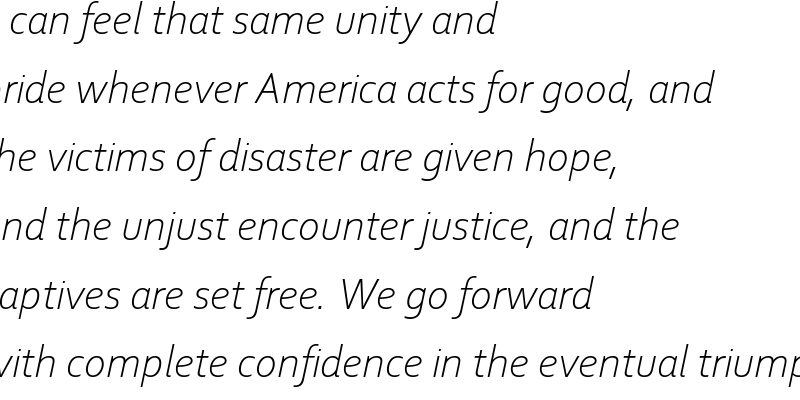 can feel that same unity and
ride whenever America acts for good, and
he victims of disaster are given hope,
nd the unjust encounter justice, and the
aptives are set free. We go forward
with complete confidence in the eventual triump